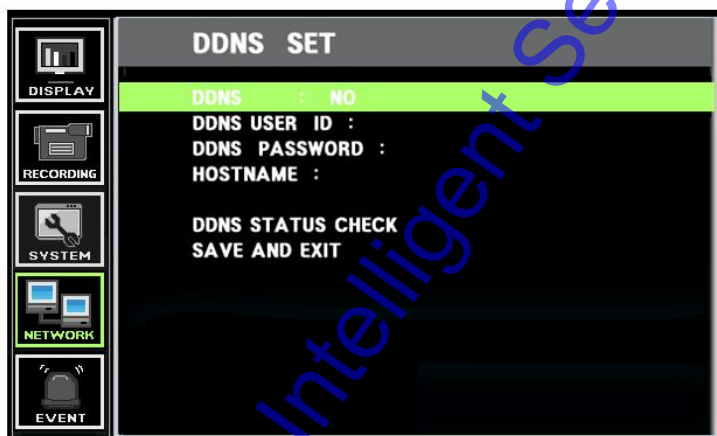 DDNS SET
DISPLAY
DDNS : NO
DDNS USER ID :
DDNS PASSWORD :
RECORDING
HOSTNAME :
DDNS STATUS CHECK
SYSTEM
SAVE AND EXIT
NETWORK
EVENT
Intelligent Se